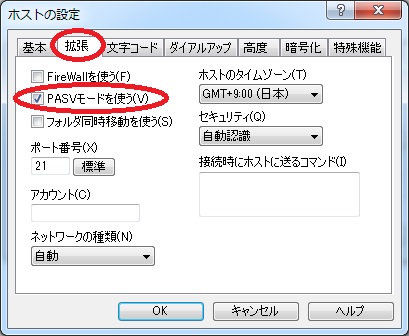 ホストの設定
基本 拡張 文字コード ダイアルアップ 高度 暗号化 特殊機能
FireWallを使う(F)
PASVモードを使う(V)
フォルダ同時移動を使う(S)
ポート番号(X)
21 標準
アカウント(C)
ネットワークの種類(N)
自動
ホストのタイムゾーン(T)
GMT+9:00 (日本)
セキュリティ(Q)
自動認識
接続時にホストに送るコマンド(I)
OK キャンセル ヘルプ